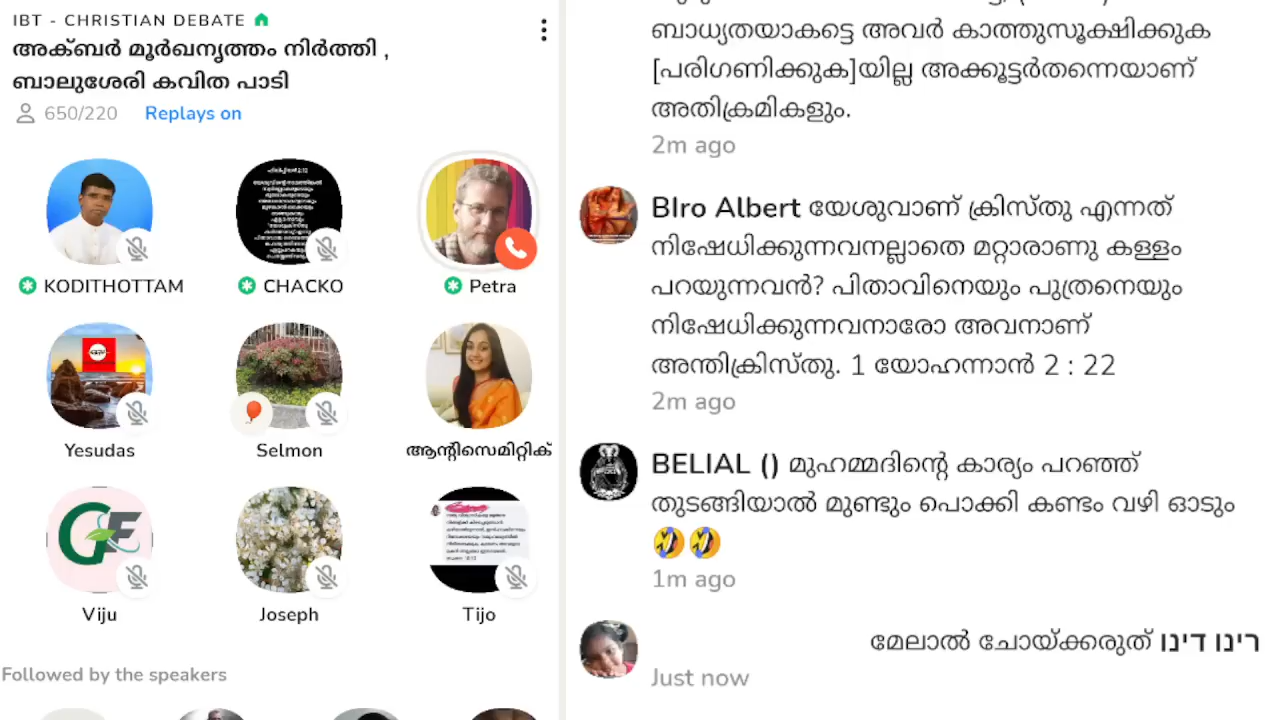 IBT - CHRISTIAN DEBATE
അക്ബർ മൂർഖനൃത്തം നിർത്തി ,
ബാലുശേരി കവിത പാടി
650/220 Replays on
KODITHOTTAM CHACKO Petra
Yesudas Selmon ആന്റിസെമിറ്റിക്
GE
Viju Joseph Tijo
Followed by the speakers
ബാധ്യതയാകട്ടെ അവർ കാത്തുസൂക്ഷിക്കുക
[പരിഗണിക്കുക]യില്ല അക്കൂട്ടർതന്നെയാണ്
അതിക്രമികളും.
2m ago
BIro Albert യേശുവാണ് ക്രിസ്തു എന്നത്
നിഷേധിക്കുന്നവനല്ലാതെ മറ്റാരാണു കള്ളം
പറയുന്നവൻ? പിതാവിനെയും പുത്രനെയും
നിഷേധിക്കുന്നവനാരോ അവനാണ്
അന്തിക്രിസ്തു. 1 യോഹന്നാൻ 2 : 22
2m ago
BELIAL () മുഹമ്മദിന്റെ കാര്യം പറഞ്ഞ്
തുടങ്ങിയാൽ മുണ്ടും പൊക്കി കണ്ടം വഴി ഓടും
🤣🤣
1m ago
മേലാൽ ചോയ്ക്കരുത് רינו דינו
Just now